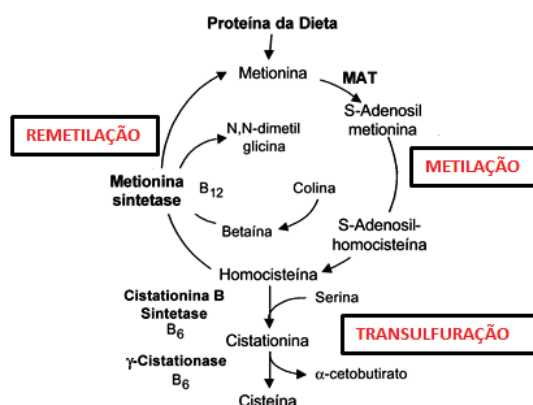 Proteína da Dieta
Metionina
MAT
S-Adenosil
metionina
REMETILAÇÃO
N,N-dimetil
glicina
METILAÇÃO
Metionina
sintetase
B12
Colina
Betaína
S-Adenosil-
homocisteína
Homocisteína
Cistationina B
Sintetase
B6
Serina
Cistationina
TRANSULFURAÇÃO
γ-Cistationase
B6
α-cetobutirato
Cisteína